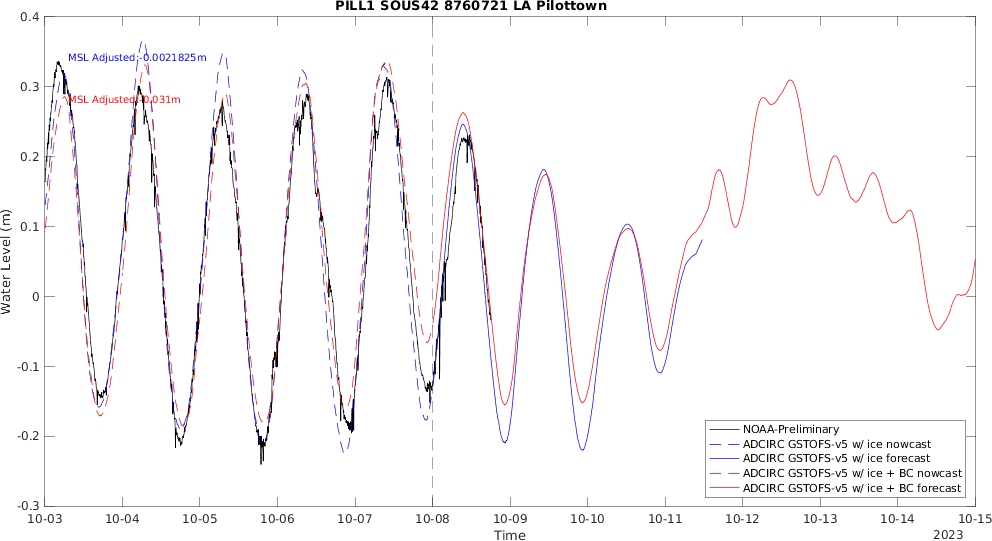 PILL1 SOUS42 8760721 LA Pilottown
MSL Adjusted:-0.0021825m
MSL Adjusted:-0.031m
Water Level (m)
0.4
0.3
0.2
0.1
0
-0.1
-0.2
-0.3
NOAA-Preliminary
ADCIRC GSTOFS-v5 w/ ice nowcast
ADCIRC GSTOFS-v5 w/ ice forecast
ADCIRC GSTOFS-v5 w/ ice + BC nowcast
ADCIRC GSTOFS-v5 w/ ice + BC forecast
10-03 10-04 10-05 10-06 10-07 10-08 10-09 10-10 10-11 10-12 10-13 10-14 10-15
Time
2023